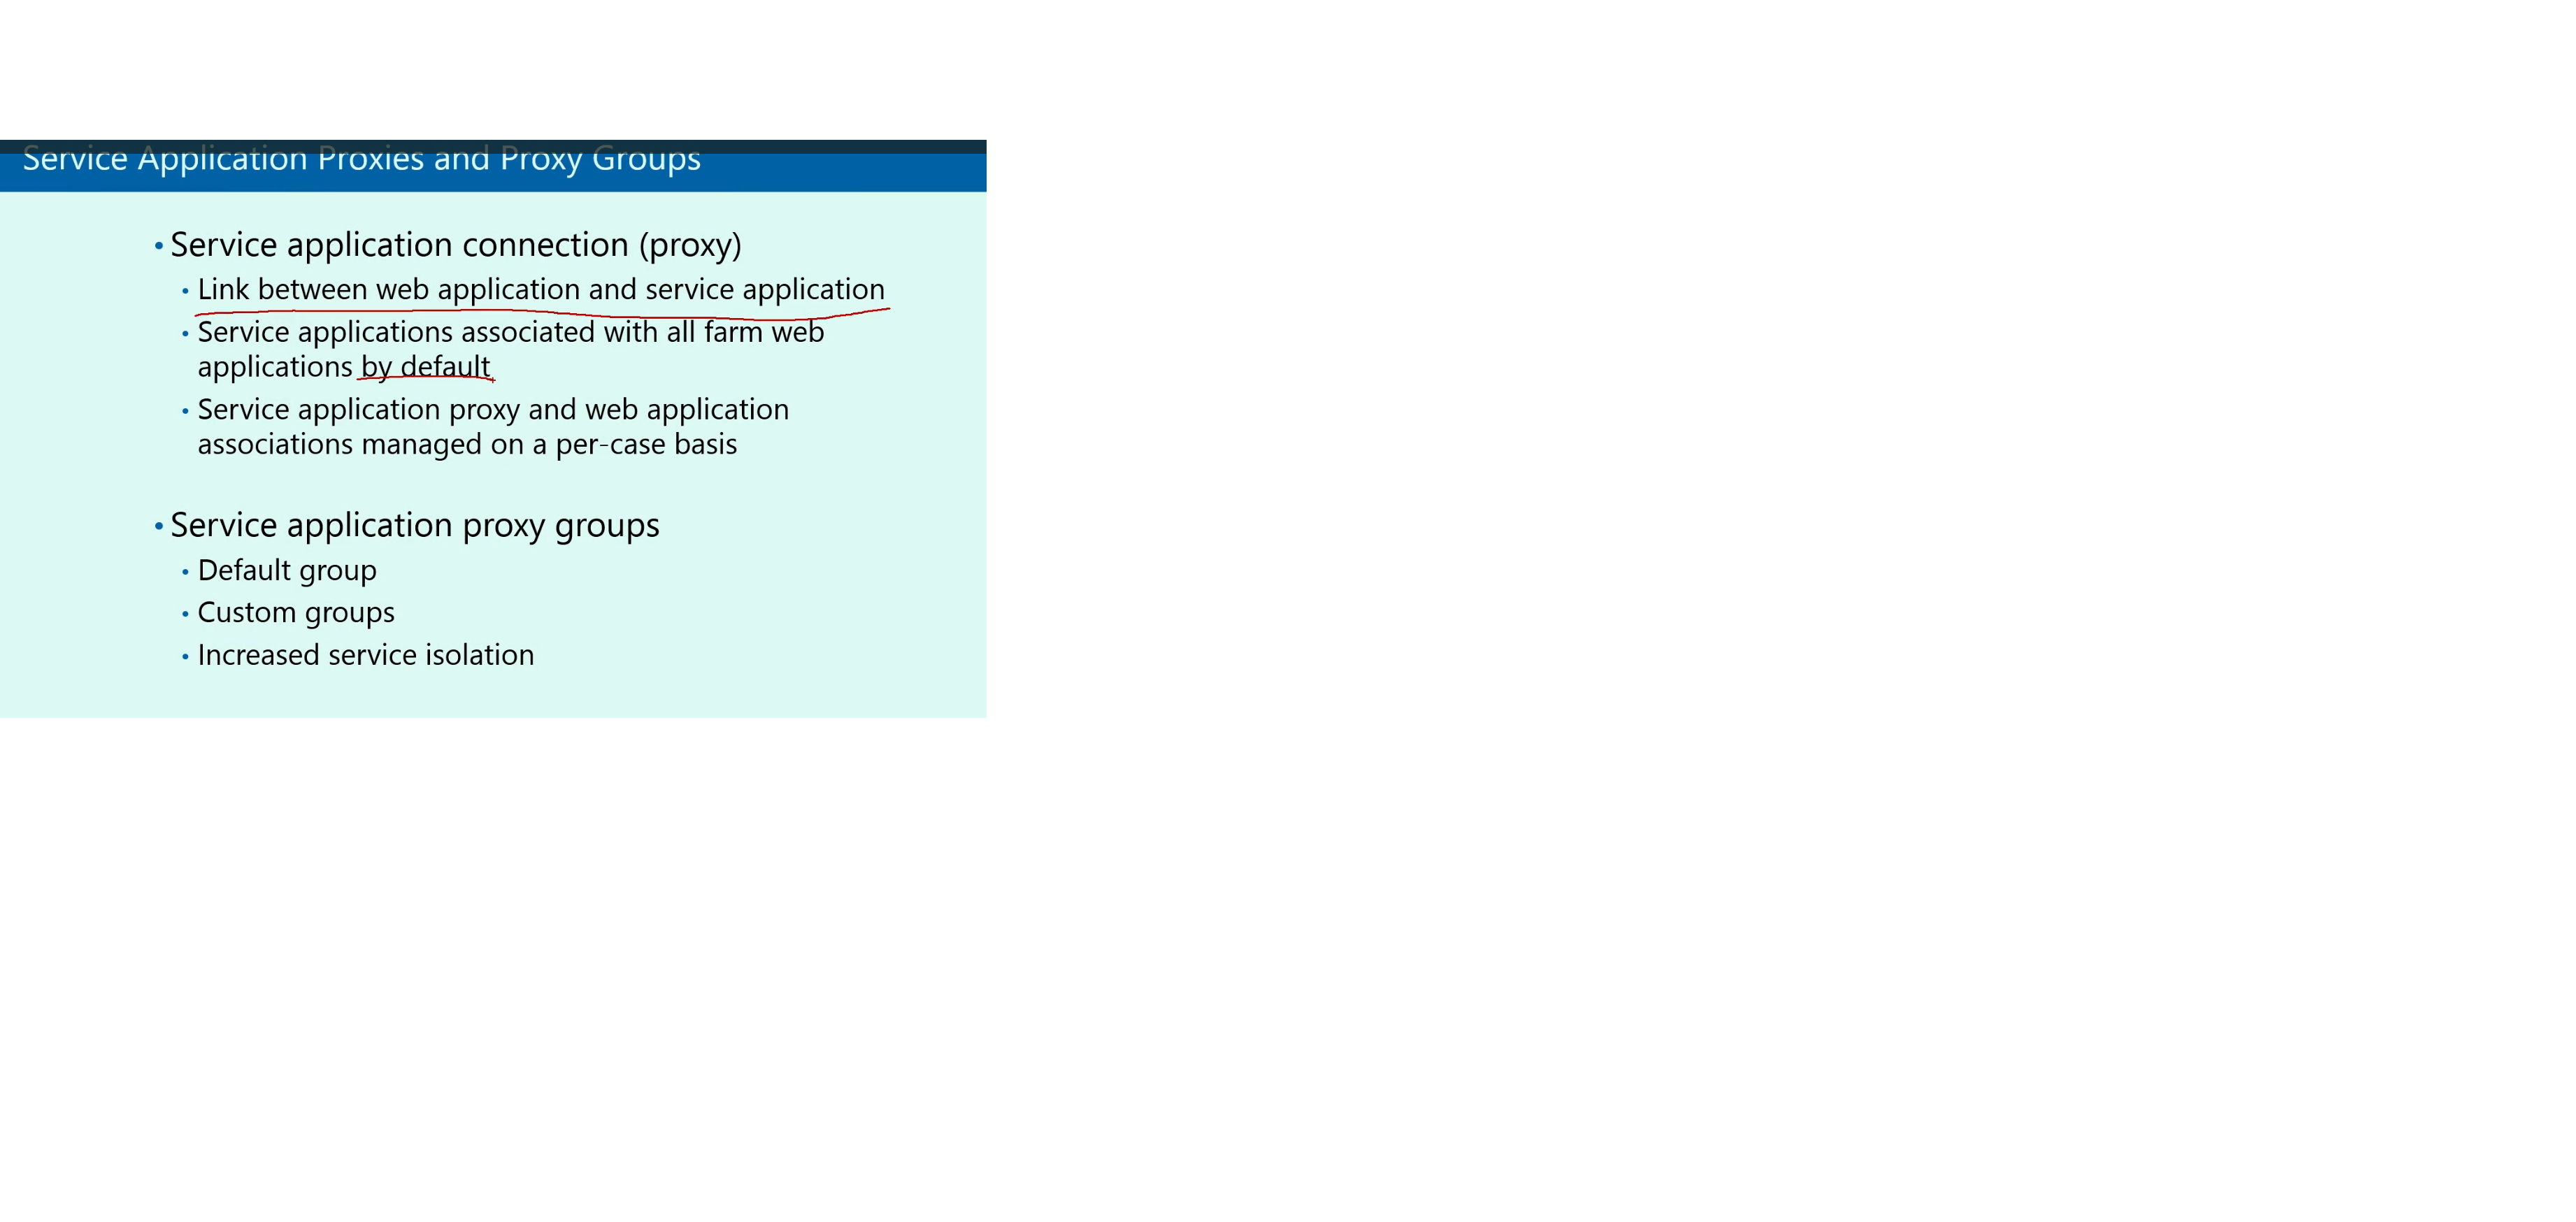 Service Application Proxies and Proxy Groups
• Service application connection (proxy)
• Link between web application and service application
• Service applications associated with all farm web
applications by default
• Service application proxy and web application
associations managed on a per-case basis
• Service application proxy groups
• Default group
• Custom groups
• Increased service isolation